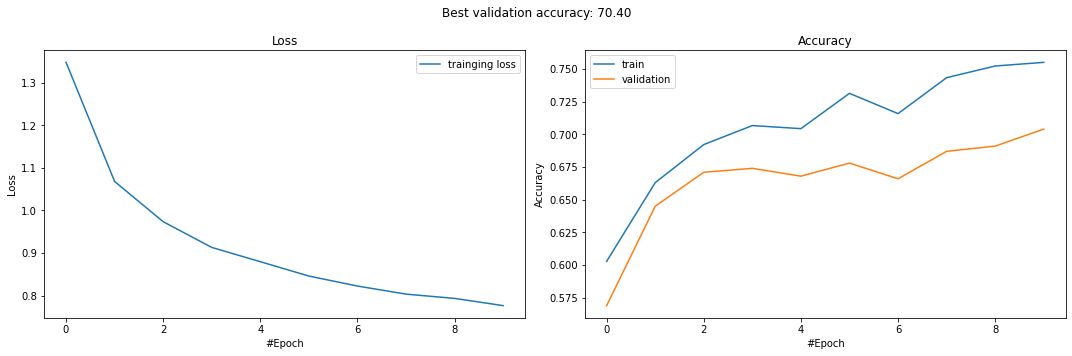 Best validation accuracy: 70.40
Loss
trainging loss
1.3
1.2
1.1
1.0
0.9
0.8
Loss
0 2 4 6 8
#Epoch
Accuracy
train
validation
0.750
0.725
0.700
0.675
0.650
0.625
0.600
0.575
Accuracy
0 2 4 6 8
#Epoch